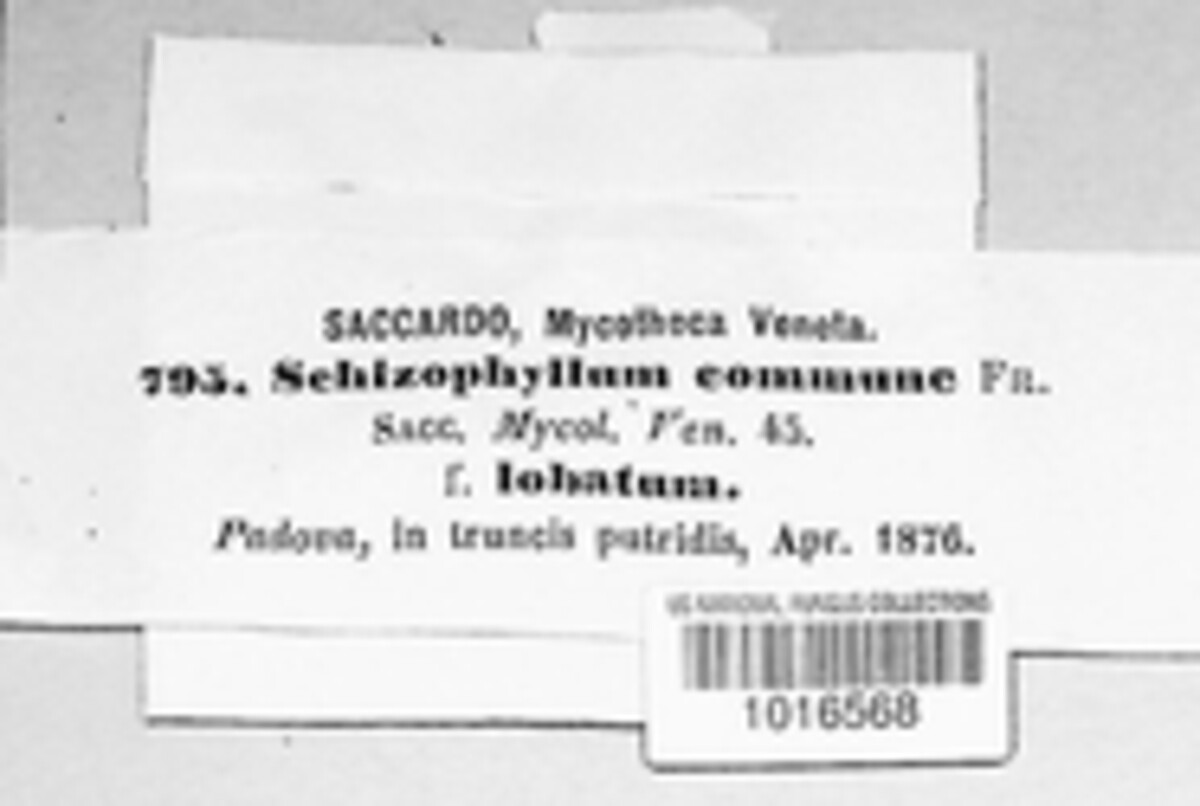 SACCARDO, Mycotheca Veneta.
795. Schizophyllum commune FR.
SACC. Mycol. Ven. 45.
f. lobatum.
Padova, in truncis putridis, Apr. 1876.
US NATIONAL FUNGUS COLLECTIONS
1016568